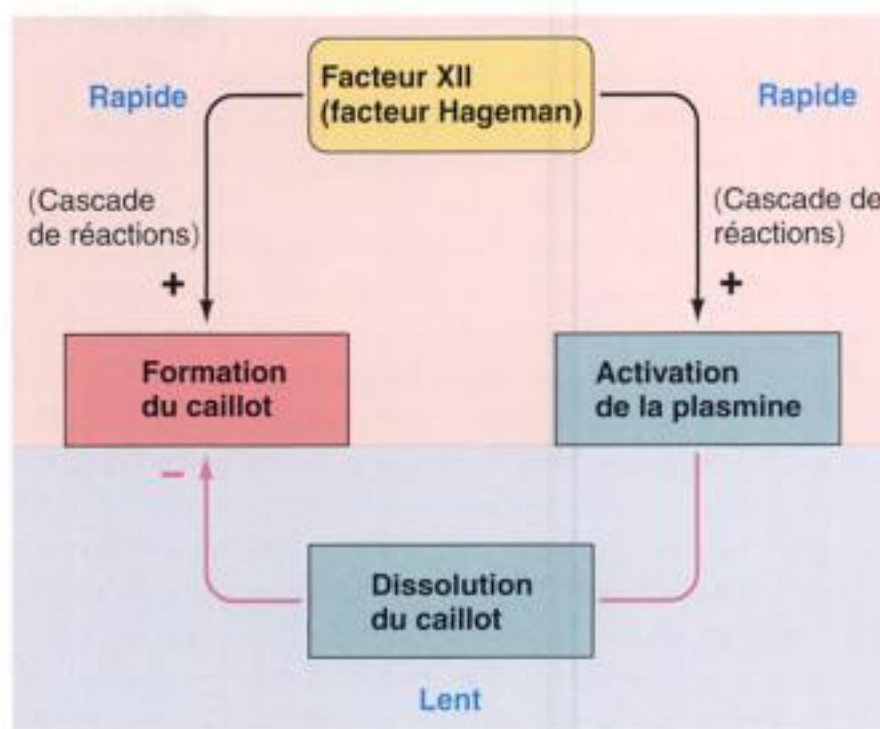 Facteur XII
(facteur Hageman)
Rapide
Rapide
(Cascade
de réactions)
(Cascade de
réactions)
+
+
Formation
du caillot
Activation
de la plasmine
−
Dissolution
du caillot
Lent